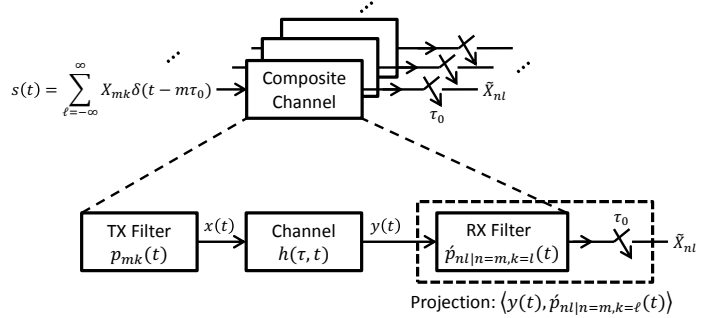 s(t) = ∑_{ℓ=−∞}^{∞} X_{mk}δ(t − mτ_0)
Composite
Channel
τ_0
X̃_{nl}
TX Filter
p_{mk}(t)
x(t)
Channel
h(τ, t)
y(t)
RX Filter
ṕ_{nl|n=m,k=l}(t)
τ_0
X̃_{nl}
Projection: ⟨y(t), ṕ_{nl|n=m,k=ℓ}(t)⟩